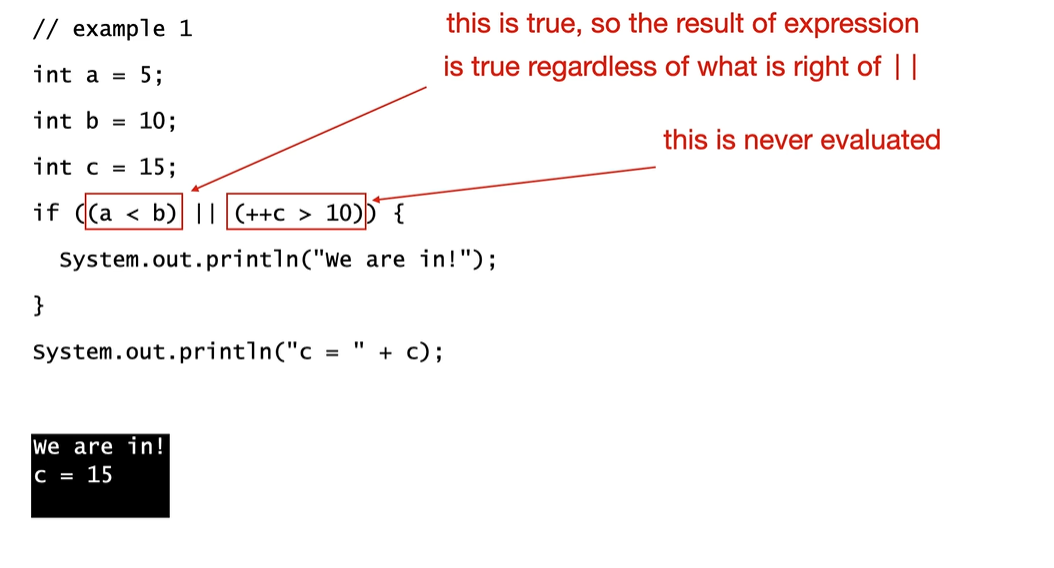 // example 1
this is true, so the result of expression
is true regardless of what is right of ||
int a = 5;
int b = 10;
this is never evaluated
int c = 15;
if ((a < b) || (++c > 10)) {
System.out.println("We are in!");
}
System.out.println("c = " + c);
We are in!
c = 15